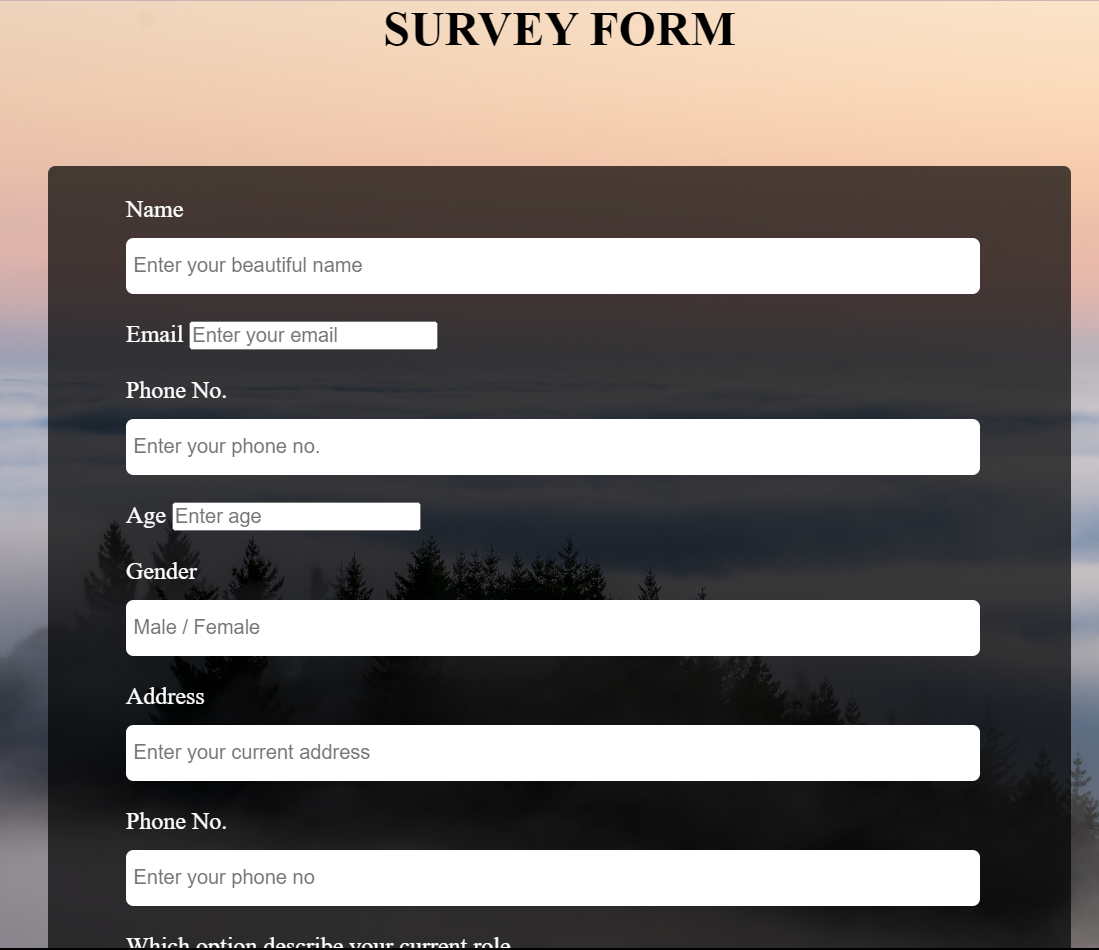 SURVEY FORM
Name
Enter your beautiful name
Email Enter your email
Phone No.
Enter your phone no.
Age Enter age
Gender
Male / Female
Address
Enter your current address
Phone No.
Enter your phone no
Which option describe your current role